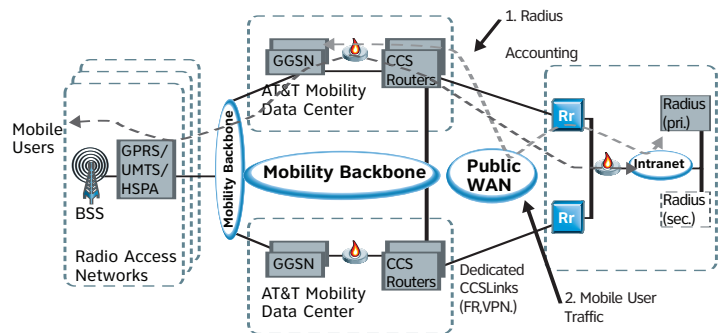 1. Radius
Accounting
GGSN
CCS
Routers
AT&T Mobility
Data Center
Mobile
Users
GPRS/
UMTS/
HSPA
BSS
Radio Access
Networks
Mobility Backbone
Mobility Backbone
Public
WAN
Rr
Rr
Radius
(pri.)
Intranet
Radius
(sec.)
GGSN
CCS
Routers
AT&T Mobility
Data Center
Dedicated
CCSLinks
(FR,VPN.)
2. Mobile User
Traffic